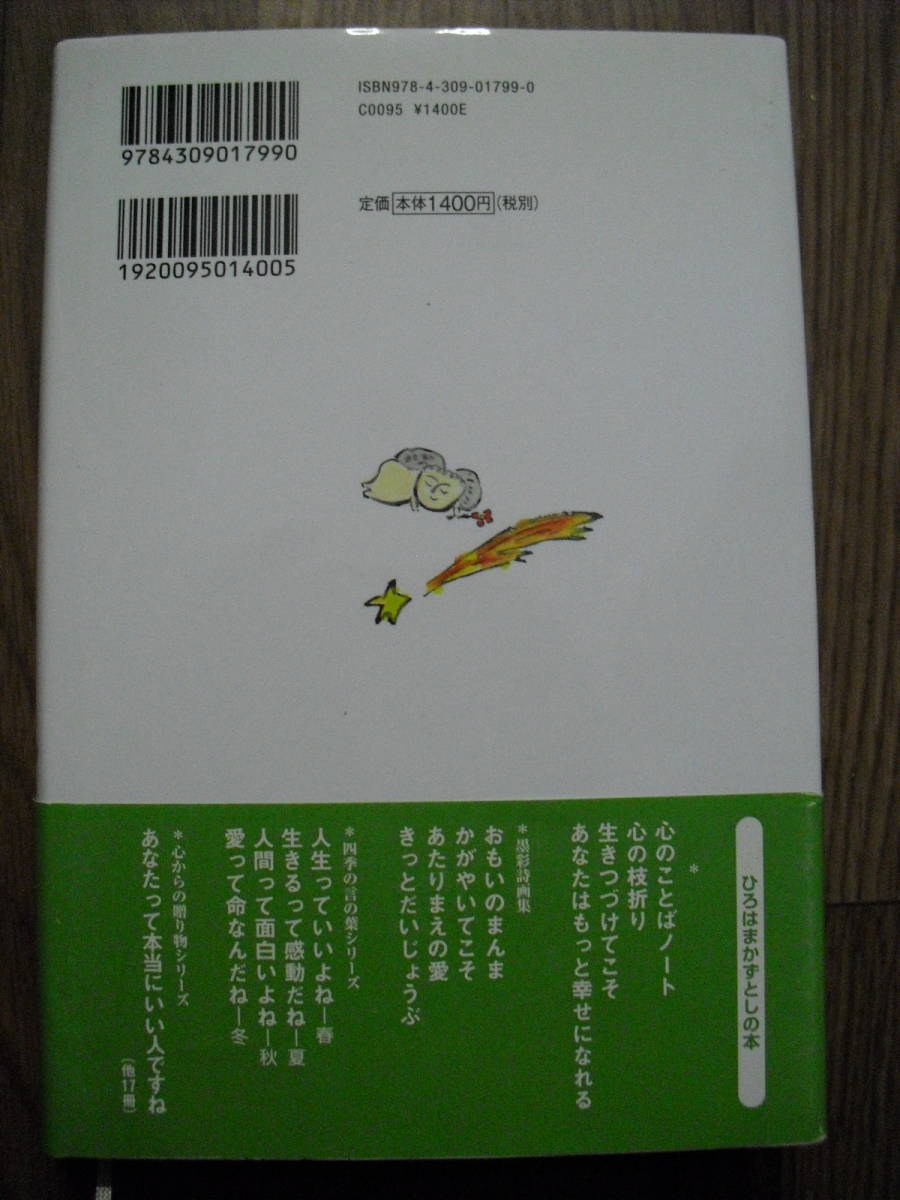 ISBN978-4-309-01799-0
C0095 ¥1400E
9784309017990
定価 本体1400円(税別)
1920095014005
ひろはまかずとしの本
*
心のことばノート
心の枝折り
生きつづけてこそ
あなたはもっと幸せになれる
*墨彩詩画集
おもいのまんま
かがやいてこそ
あたりまえの愛
きっとだいじょうぶ
*四季の言の葉シリーズ
人生っていいよね―春
生きるって感動だね―夏
人間って面白いよね―秋
愛って命なんだね―冬
*心からの贈り物シリーズ
あなたって本当にいい人ですね
(他17冊)